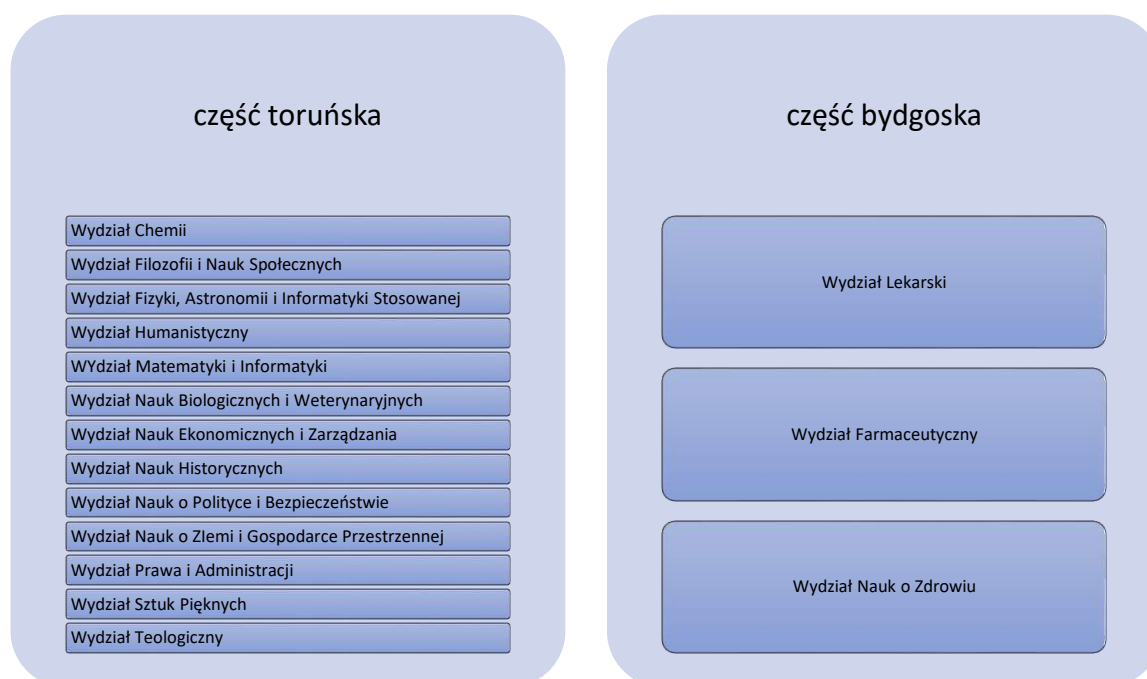 część toruńska
Wydział Chemii
Wydział Filozofii i Nauk Społecznych
Wydział Fizyki, Astronomii i Informatyki Stosowanej
Wydział Humanistyczny
WYdział Matematyki i Informatyki
Wydział Nauk Biologicznych i Weterynaryjnych
Wydział Nauk Ekonomicznych i Zarządzania
Wydział Nauk Historycznych
Wydział Nauk o Polityce i Bezpieczeństwie
Wydział Nauk o ZIemi i Gospodarce Przestrzennej
Wydział Prawa i Administracji
Wydział Sztuk Pięknych
Wydział Teologiczny
część bydgoska
Wydział Lekarski
Wydział Farmaceutyczny
Wydział Nauk o Zdrowiu